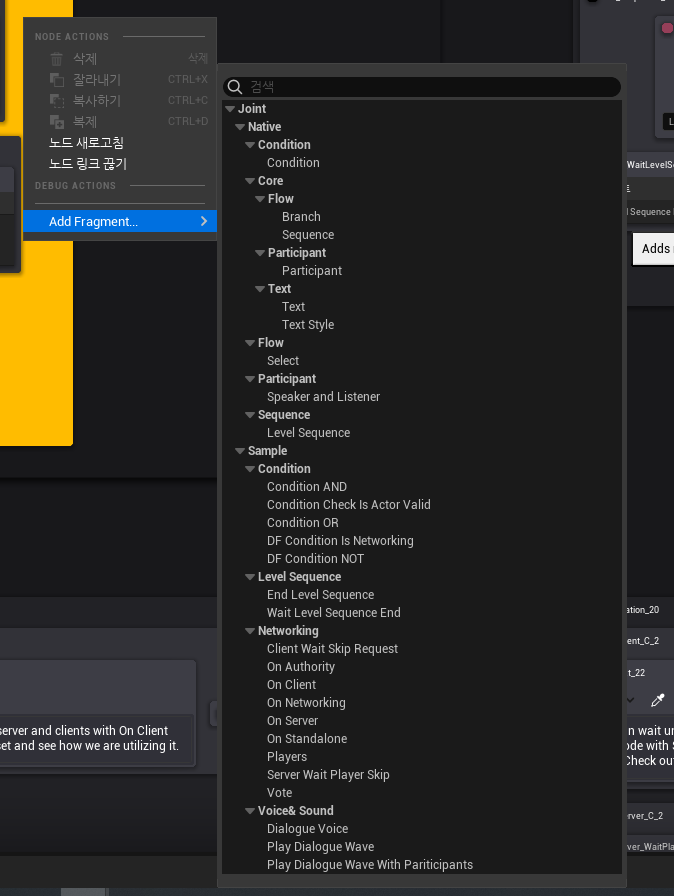 NODE ACTIONS
삭제 삭제
잘라내기 CTRL+X
복사하기 CTRL+C
복제 CTRL+D
노드 새로고침
노드 링크 끊기
DEBUG ACTIONS
Add Fragment...
검색
Joint
Native
Condition
Condition
Core
Flow
Branch
Sequence
Participant
Participant
Text
Text
Text Style
Flow
Select
Participant
Speaker and Listener
Sequence
Level Sequence
Sample
Condition
Condition AND
Condition Check Is Actor Valid
Condition OR
DF Condition Is Networking
DF Condition NOT
Level Sequence
End Level Sequence
Wait Level Sequence End
Networking
Client Wait Skip Request
On Authority
On Client
On Networking
On Server
On Standalone
Players
Server Wait Player Skip
Vote
Voice& Sound
Dialogue Voice
Play Dialogue Wave
Play Dialogue Wave With Pariticipants
server and clients with On Client
set and see how we are utilizing it.
L
WaitLevelSe
트
l Sequence
Adds
ation_20
ent_C_2
t_22
n wait un
ode with S
Check out
erver_C_2
ver_WaitPla